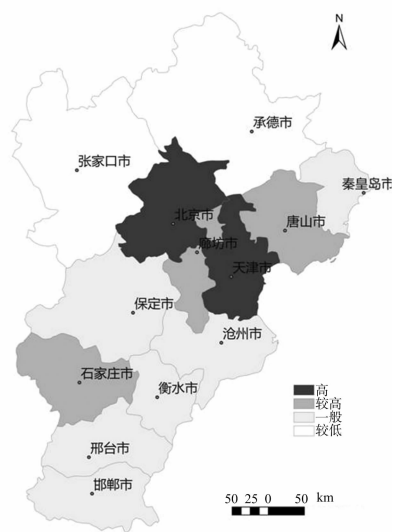 N
承德市
张家口市
秦皇岛市
北京市
唐山市
廊坊市
天津市
保定市
沧州市
石家庄市
衡水市
高
较高
一般
较低
邢台市
邯郸市
50 25 0 50 km